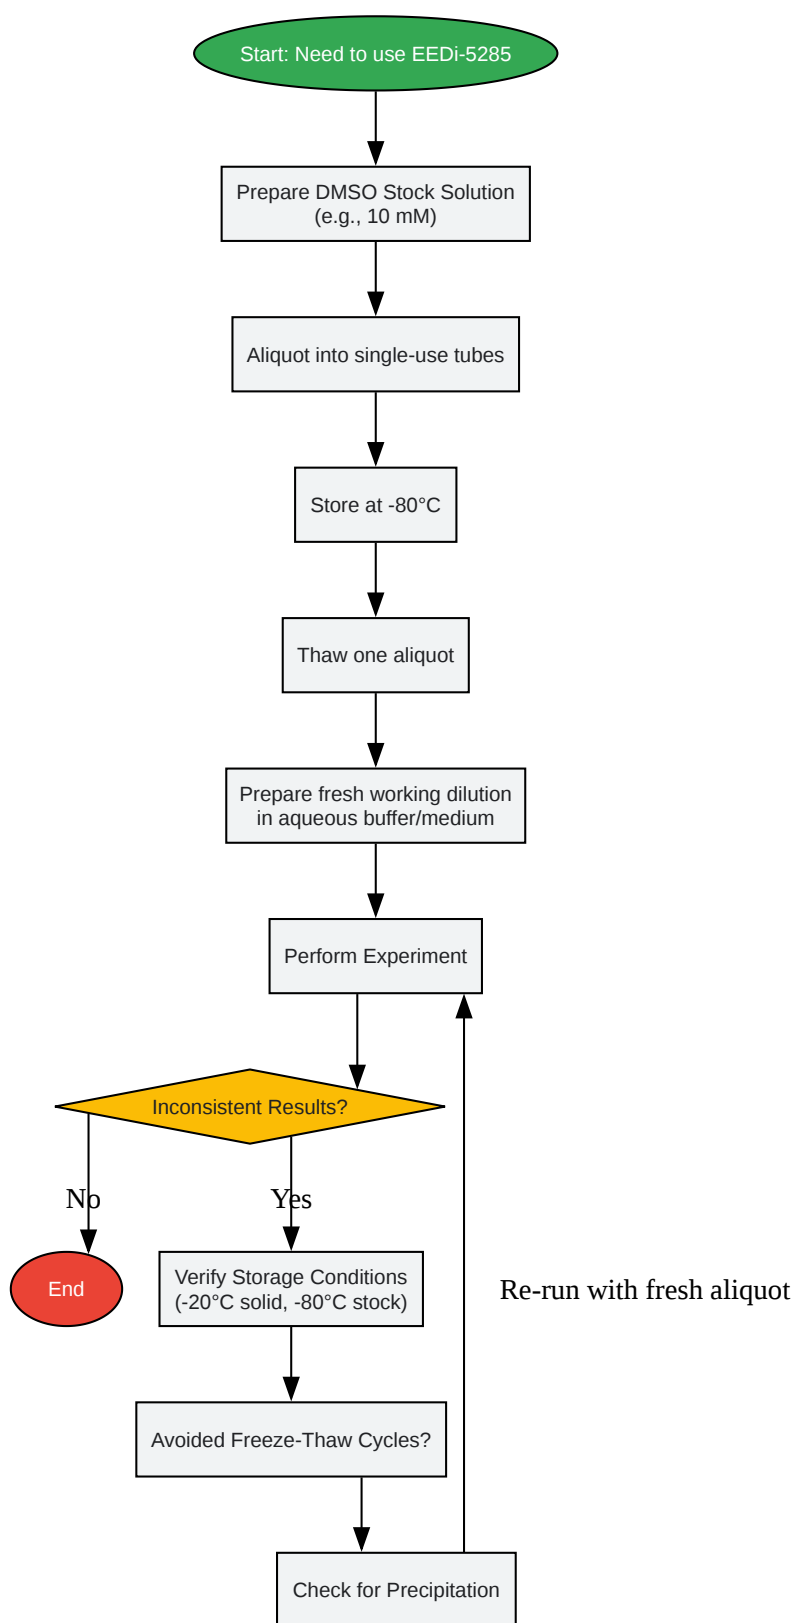 Start: Need to use EEDi-5285
Prepare DMSO Stock Solution
(e.g., 10 mM)
Aliquot into single-use tubes
Store at -80°C
Thaw one aliquot
Prepare fresh working dilution
in aqueous buffer/medium
Perform Experiment
Inconsistent Results?
No
Yes
End
Verify Storage Conditions
(-20°C solid, -80°C stock)
Re-run with fresh aliquot
Avoided Freeze-Thaw Cycles?
Check for Precipitation